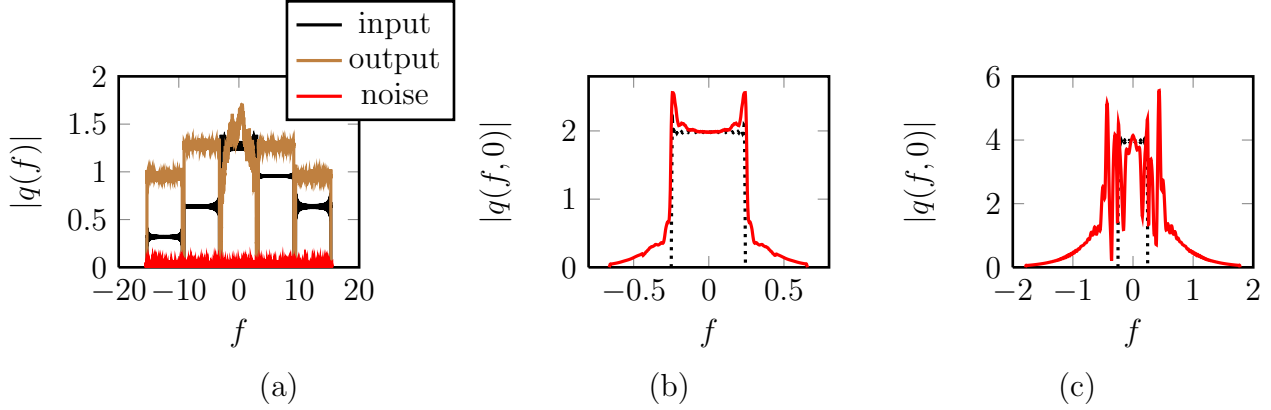 input
output
noise
2
1.5
1
0.5
0
−20 −10 0 10 20
|q(f)|
f
(a)
2
1
0
−0.5 0 0.5
|q(f, 0)|
f
(b)
6
4
2
0
−2 −1 0 1 2
|q(f, 0)|
f
(c)